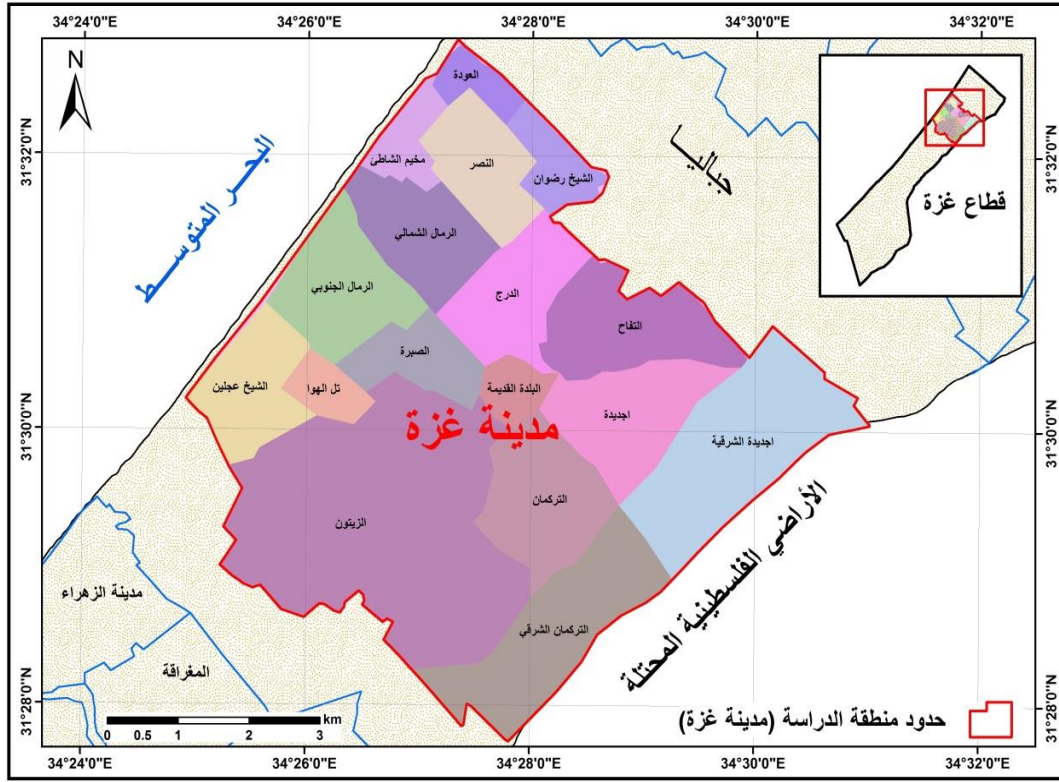 34°24'0"E 34°26'0"E 34°28'0"E 34°30'0"E 34°32'0"E
N
العودة
31°32'0"N
31°32'0"N
مخيم الشاطئ
النصر
الشيخ رضوان
جباليا
قطاع غزة
البحر المتوسط
الرمال الشمالي
الرمال الجنوبي
الدرج
التفاح
الصبرة
الشيخ عجلين
تل الهوا
البلدة القديمة
اجديدة
مدينة غزة
31°30'0"N
31°30'0"N
اجديدة الشرقية
التركمان
الزيتون
الأراضي الفلسطينية المحتلة
مدينة الزهراء
التركمان الشرقي
المغراقة
31°28'0"N
31°28'0"N
km
0 0.5 1 2 3
حدود منطقة الدراسة (مدينة غزة)
34°24'0"E 34°26'0"E 34°28'0"E 34°30'0"E 34°32'0"E